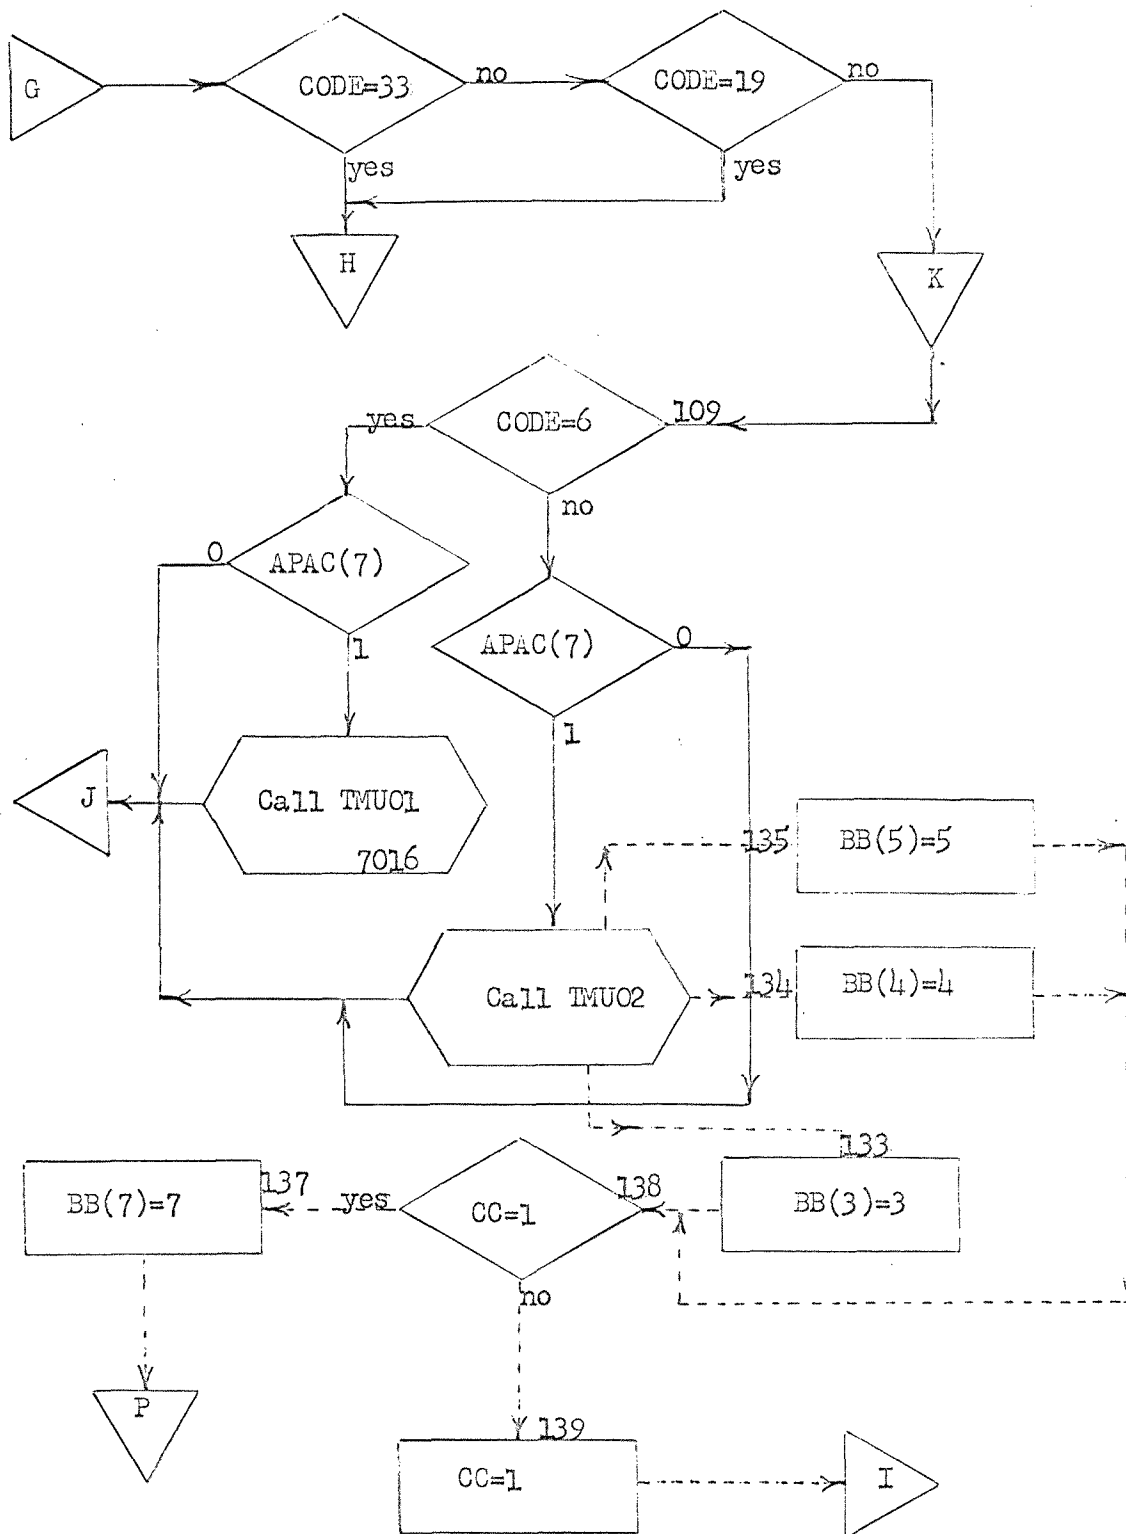 G
CODE=33
no
CODE=19
no
yes
yes
H
K
yes
CODE=6
109
no
0
APAC(7)
APAC(7)
0
1
1
J
Call TMU01
7016
135
BB(5)=5
Call TMU02
134
BB(4)=4
133
BB(7)=7
137
yes
CC=1
138
BB(3)=3
no
P
139
CC=1
I